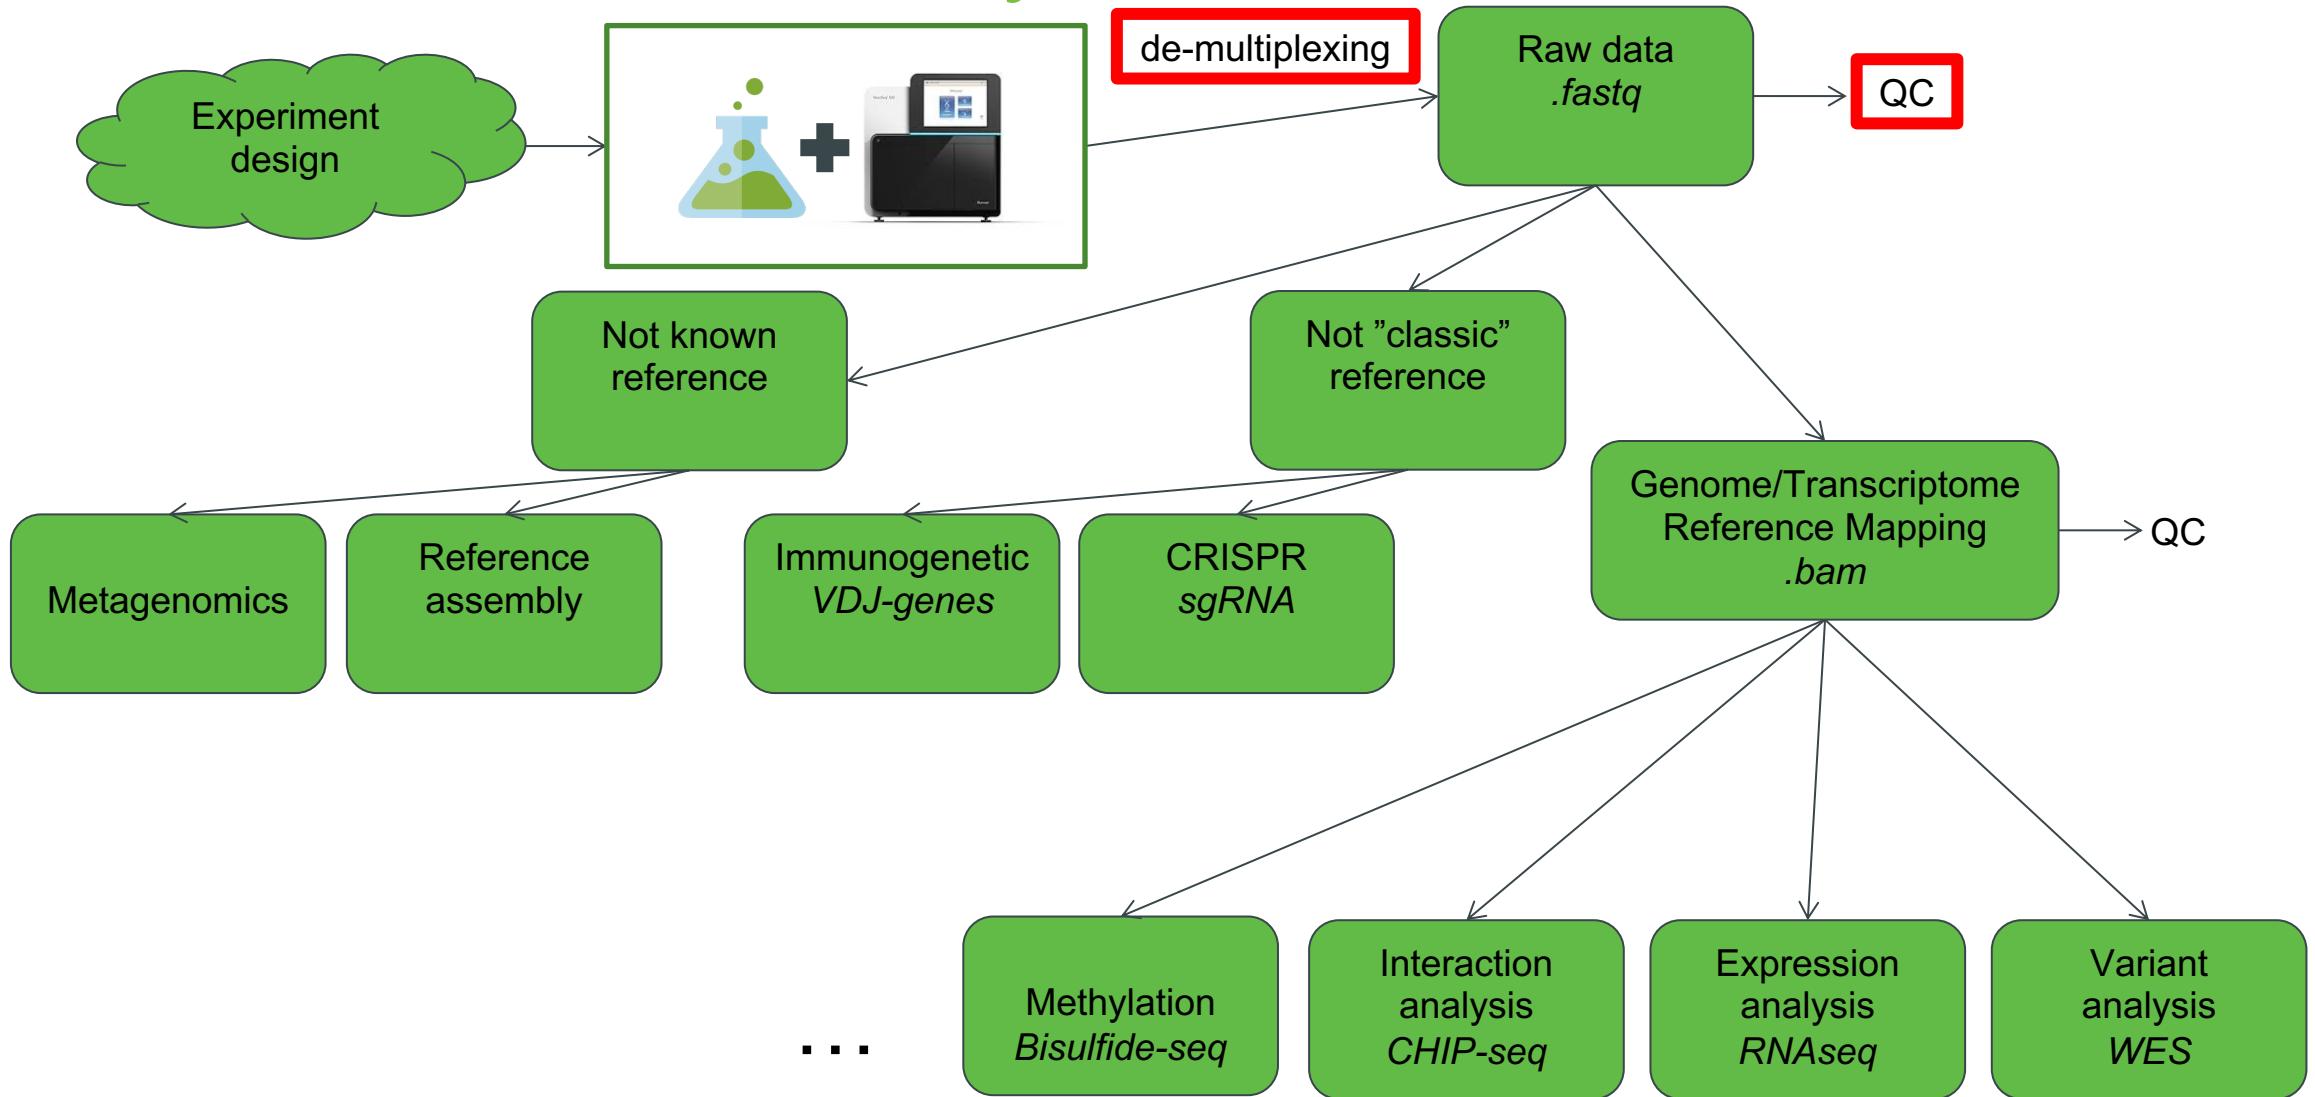 de-multiplexing
Raw data
.fastq
QC
Experiment
design
Not known
reference
Not ”classic”
reference
Genome/Transcriptome
Reference Mapping
.bam
QC
Metagenomics
Reference
assembly
Immunogenetic
VDJ-genes
CRISPR
sgRNA
...
Methylation
Bisulfide-seq
Interaction
analysis
CHIP-seq
Expression
analysis
RNAseq
Variant
analysis
WES